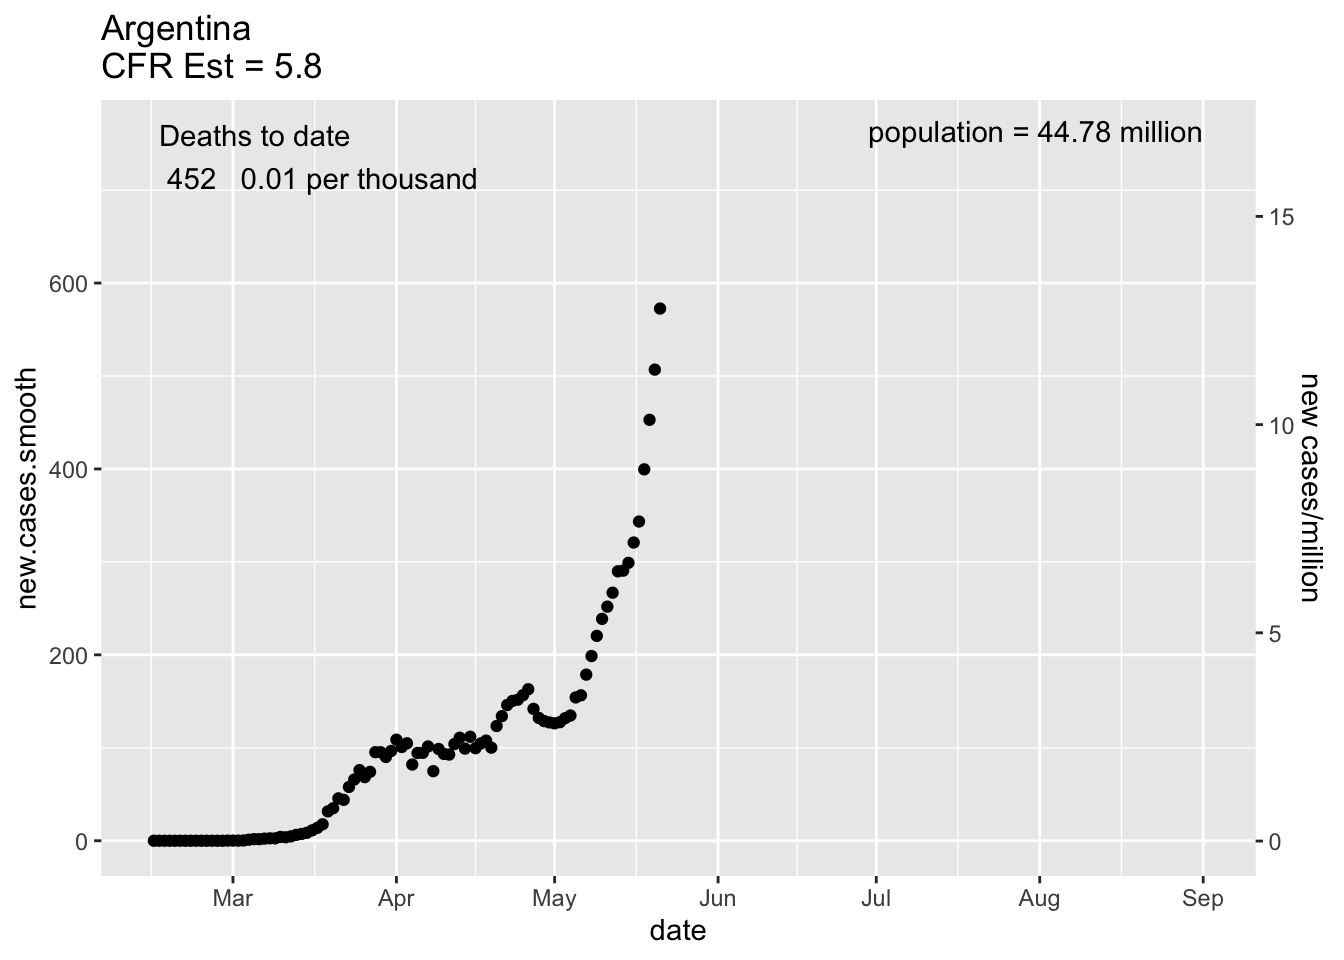 Argentina
CFR Est = 5.8
Deaths to date
452 0.01 per thousand
population = 44.78 million
600
400
200
0
new.cases.smooth
15
10
5
0
new cases/million
Mar Apr May Jun Jul Aug Sep
date